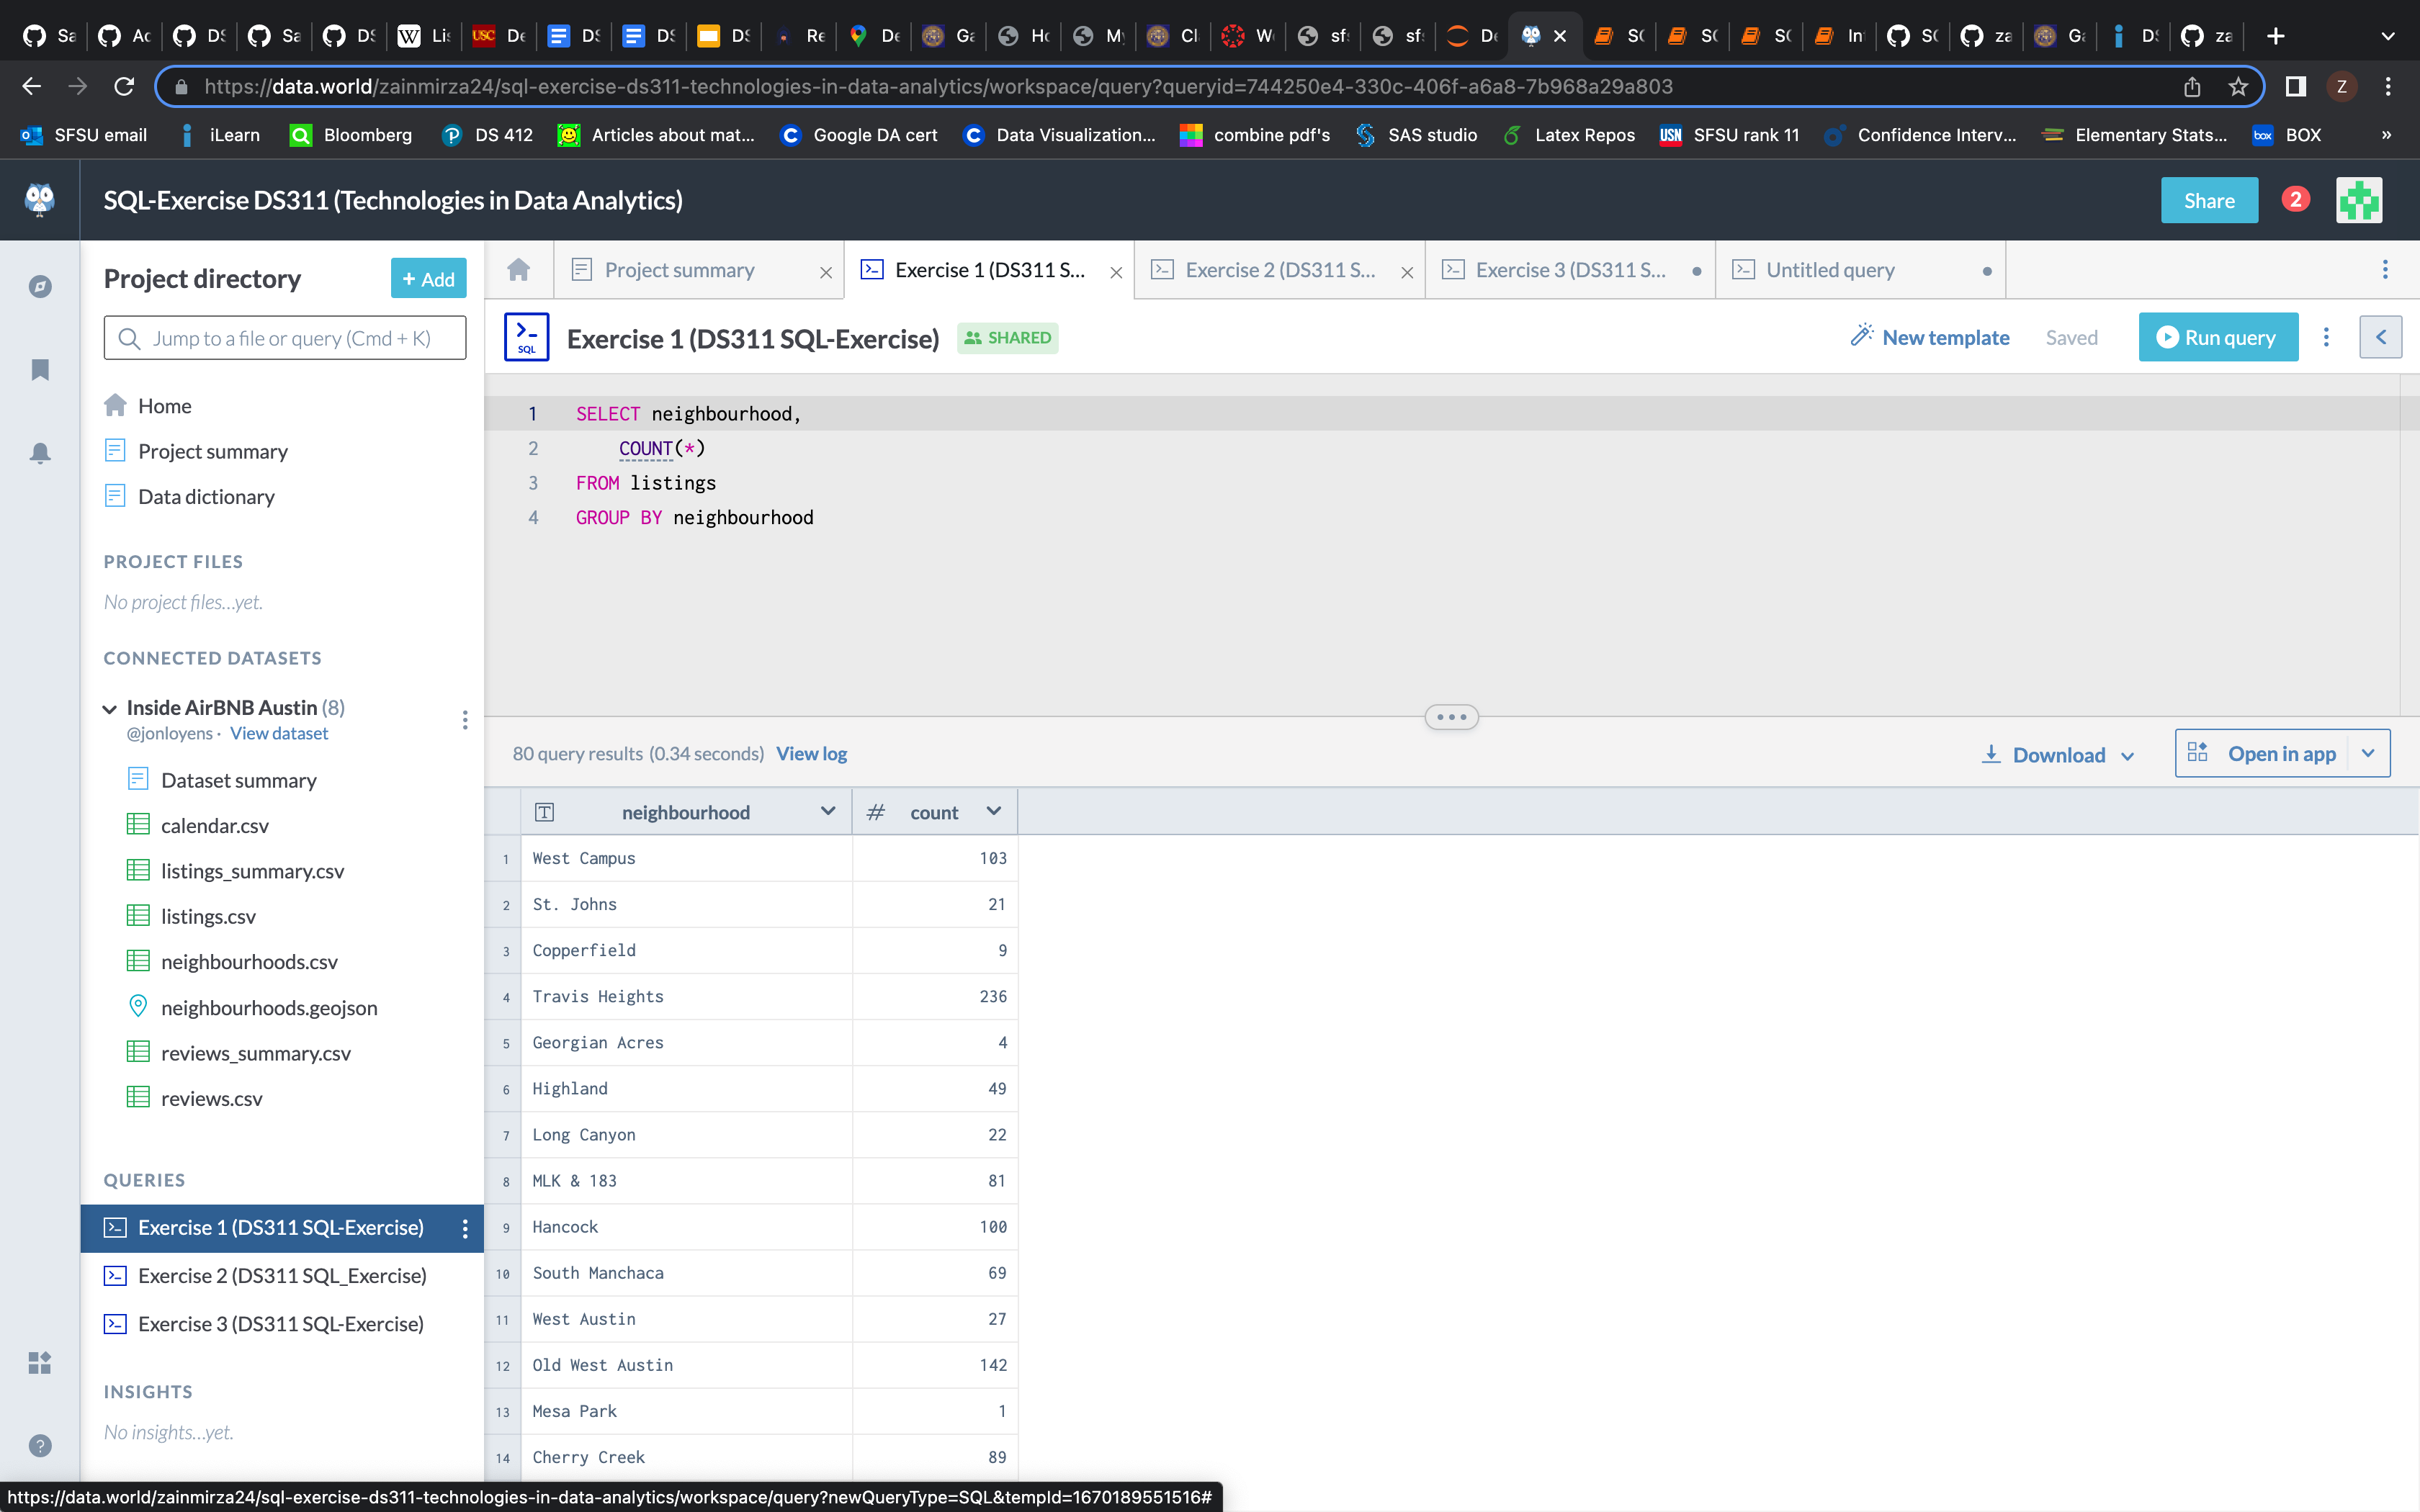 Sa Ac DS Sa DS Lis De DS DS DS Re De Ga Ho My Cl W sfs sfs De SQ SQ SQ In SQ za Ga DS za
https://data.world/zainmirza24/sql-exercise-ds311-technologies-in-data-analytics/workspace/query?queryid=744250e4-330c-406f-a6a8-7b968a29a803
Z
SFSU email iLearn Bloomberg DS 412 Articles about mat... Google DA cert Data Visualization... combine pdf's SAS studio Latex Repos USN SFSU rank 11 Confidence Interv... Elementary Stats... box BOX »
SQL-Exercise DS311 (Technologies in Data Analytics)
Share 2
Project directory
+ Add
Jump to a file or query (Cmd + K)
Home
Project summary
Data dictionary
PROJECT FILES
No project files...yet.
CONNECTED DATASETS
Inside AirBNB Austin (8)
@jonloyens · View dataset
Dataset summary
calendar.csv
listings_summary.csv
listings.csv
neighbourhoods.csv
neighbourhoods.geojson
reviews_summary.csv
reviews.csv
QUERIES
Exercise 1 (DS311 SQL-Exercise)
Exercise 2 (DS311 SQL_Exercise)
Exercise 3 (DS311 SQL-Exercise)
INSIGHTS
No insights...yet.
Project summary Exercise 1 (DS311 S... Exercise 2 (DS311 S... Exercise 3 (DS311 S... Untitled query
SQL Exercise 1 (DS311 SQL-Exercise) SHARED New template Saved Run query
1 SELECT neighbourhood,
2 COUNT(*)
3 FROM listings
4 GROUP BY neighbourhood
80 query results (0.34 seconds) View log Download Open in app
T neighbourhood # count
1 West Campus 103
2 St. Johns 21
3 Copperfield 9
4 Travis Heights 236
5 Georgian Acres 4
6 Highland 49
7 Long Canyon 22
8 MLK & 183 81
9 Hancock 100
10 South Manchaca 69
11 West Austin 27
12 Old West Austin 142
13 Mesa Park 1
14 Cherry Creek 89
https://data.world/zainmirza24/sql-exercise-ds311-technologies-in-data-analytics/workspace/query?newQueryType=SQL&tempId=1670189551516#